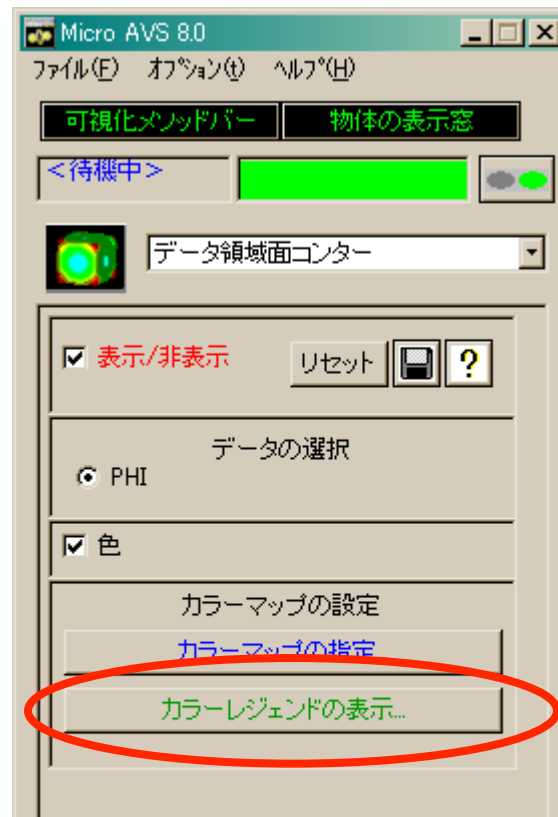 Micro AVS 8.0
ファイル(F) オプション(t) ヘルプ(H)
可視化メソッドバー 物体の表示窓
<待機中>
データ領域面コンター
表示/非表示 リセット ?
データの選択
PHI
色
カラーマップの設定
カラーマップの指定
カラーレジェンドの表示...